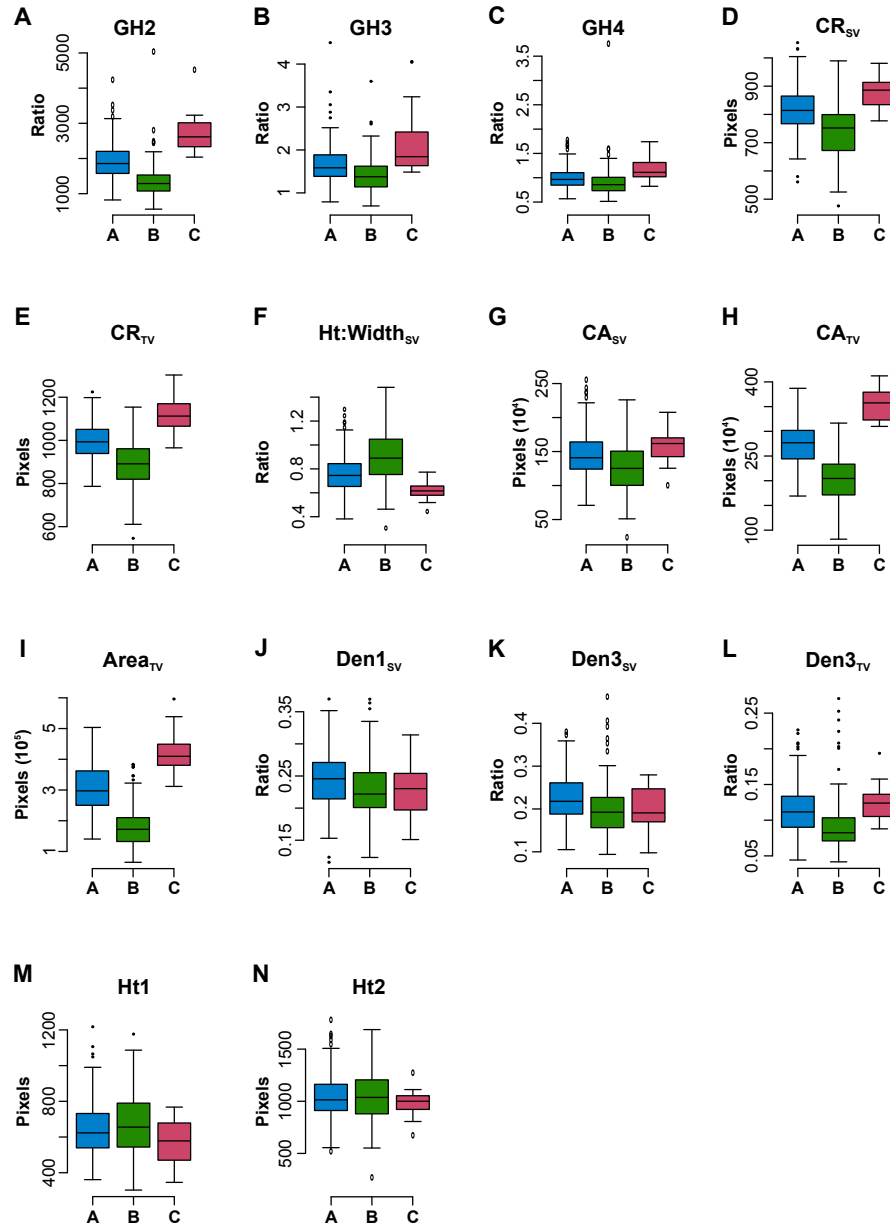 A
GH2
Ratio
1000
3000
5000
A B C
B
GH3
Ratio
1
2
3
4
A B C
C
GH4
Ratio
0.5
1.5
2.5
3.5
A B C
D
CRSV
Pixels
500
700
900
A B C
E
CRTV
Pixels
600
800
1000
1200
A B C
F
Ht:WidthSV
Ratio
0.4
0.8
1.2
A B C
G
CASV
Pixels (10⁴)
50
150
250
A B C
H
CATV
Pixels (10⁴)
100
250
400
A B C
I
AreaTV
Pixels (10⁵)
1
3
5
A B C
J
Den1SV
Ratio
0.15
0.25
0.35
A B C
K
Den3SV
Ratio
0.1
0.2
0.3
0.4
A B C
L
Den3TV
Ratio
0.05
0.15
0.25
A B C
M
Ht1
Pixels
400
800
1200
A B C
N
Ht2
Pixels
500
1000
1500
A B C